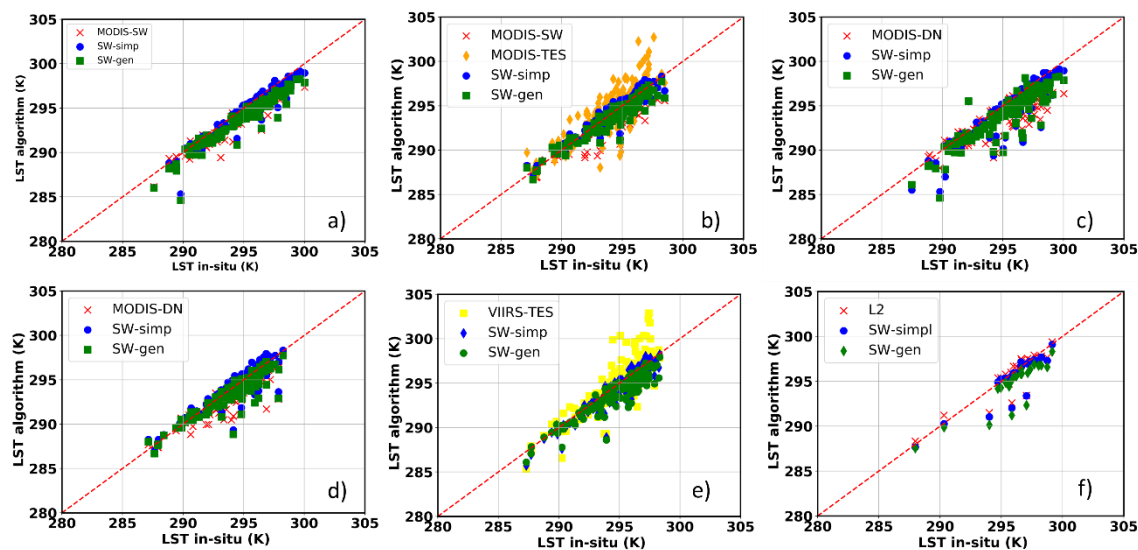 305
300
295
290
285
280
LST algorithm (K)
MODIS-SW
SW-simp
SW-gen
a)
280 285 290 295 300 305
LST in-situ (K)
305
300
295
290
285
280
LST algorithm (K)
MODIS-SW
MODIS-TES
SW-simp
SW-gen
b)
280 285 290 295 300 305
LST in-situ (K)
305
300
295
290
285
280
LST algorithm (K)
MODIS-DN
SW-simp
SW-gen
c)
280 285 290 295 300 305
LST in-situ (K)
305
300
295
290
285
280
LST algorithm (K)
MODIS-DN
SW-simp
SW-gen
d)
280 285 290 295 300 305
LST in-situ (K)
305
300
295
290
285
280
LST algorithm (K)
VIIRS-TES
SW-simp
SW-gen
e)
280 285 290 295 300 305
LST in-situ (K)
305
300
295
290
285
280
LST algorithm (K)
L2
SW-simpl
SW-gen
f)
280 285 290 295 300 305
LST in-situ (K)